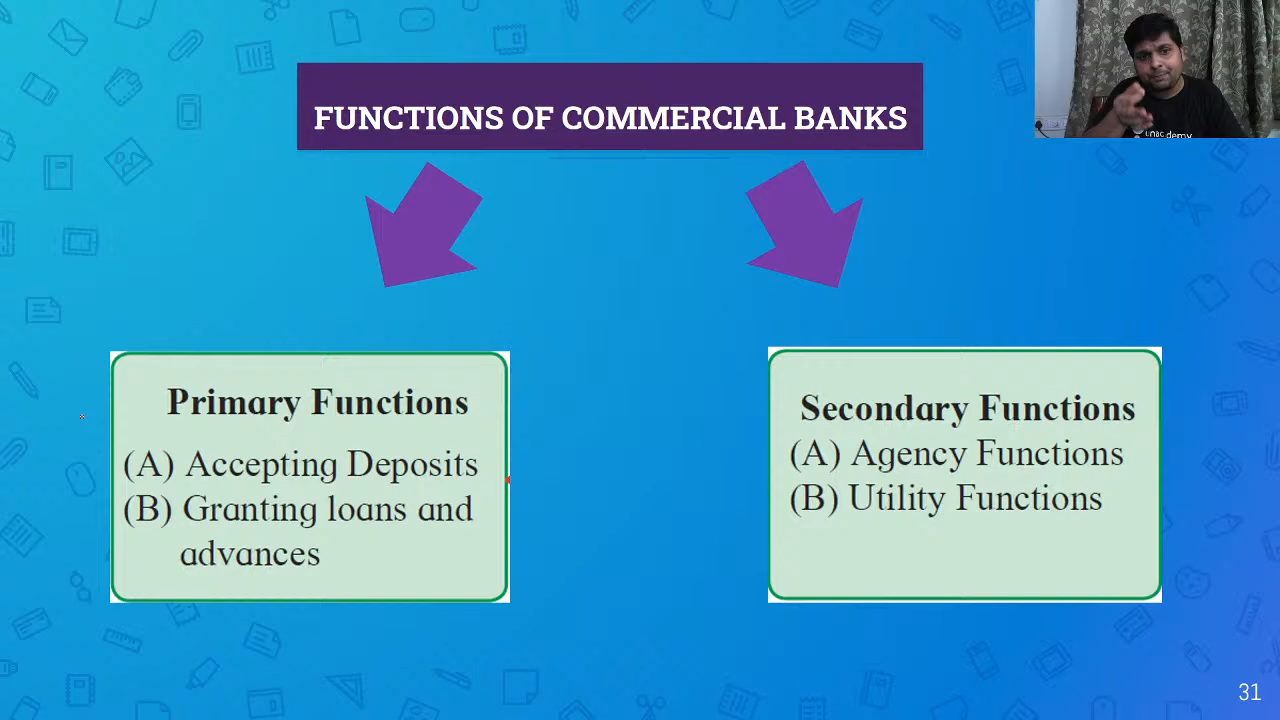 FUNCTIONS OF COMMERCIAL BANKS
Primary Functions
(A) Accepting Deposits
(B) Granting loans and
advances
Secondary Functions
(A) Agency Functions
(B) Utility Functions
31